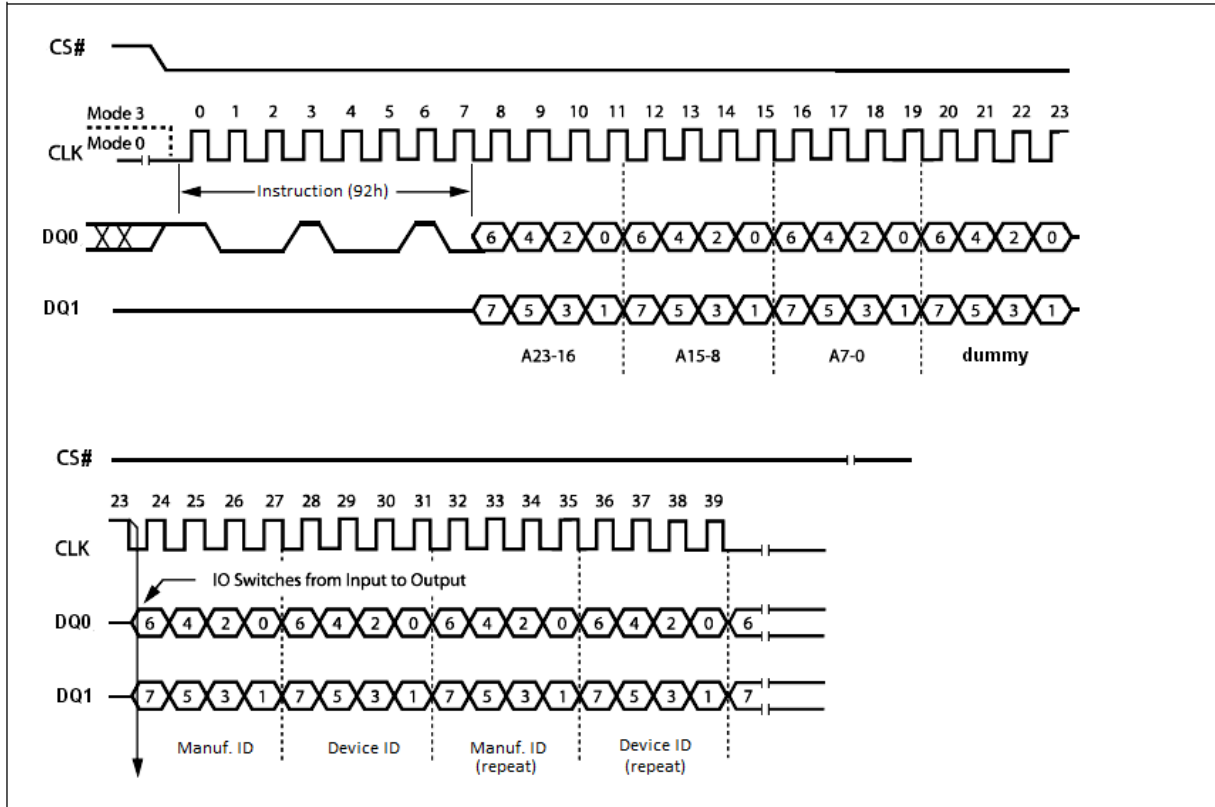 CS#
Mode 3
0 1 2 3 4 5 6 7 8 9 10 11 12 13 14 15 16 17 18 19 20 21 22 23
Mode 0
CLK
Instruction (92h)
DQ0
6 4 2 0 6 4 2 0 6 4 2 0 6 4 2 0
DQ1
7 5 3 1 7 5 3 1 7 5 3 1 7 5 3 1
A23-16 A15-8 A7-0 dummy
CS#
23 24 25 26 27 28 29 30 31 32 33 34 35 36 37 38 39
CLK
IO Switches from Input to Output
DQ0
6 4 2 0 6 4 2 0 6 4 2 0 6 4 2 0 6
DQ1
7 5 3 1 7 5 3 1 7 5 3 1 7 5 3 1 7
Manuf. ID Device ID Manuf. ID Device ID
(repeat) (repeat)